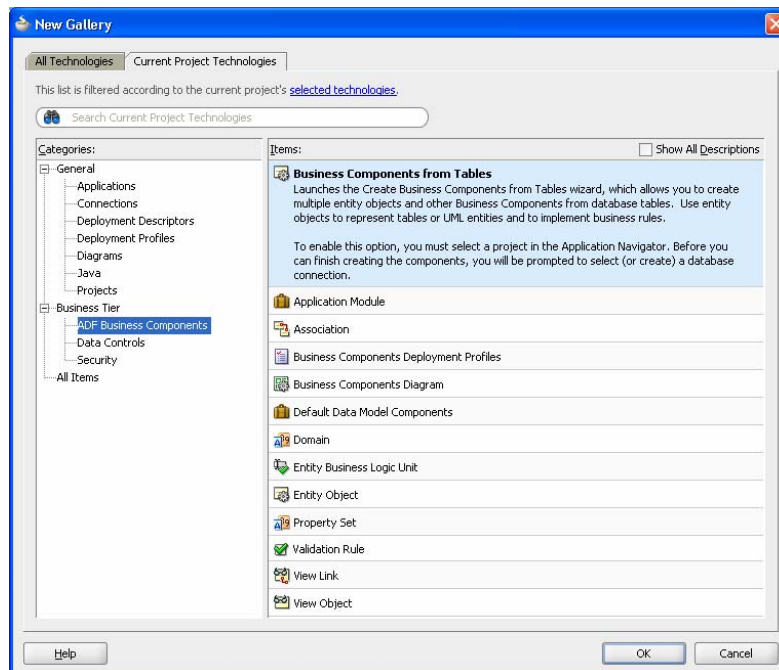 New Gallery
All Technologies
Current Project Technologies
This list is filtered according to the current project's selected technologies.
Search Current Project Technologies
Categories:
General
Applications
Connections
Deployment Descriptors
Deployment Profiles
Diagrams
Java
Projects
Business Tier
ADF Business Components
Data Controls
Security
All Items
Items:
Show All Descriptions
Business Components from Tables
Launches the Create Business Components from Tables wizard, which allows you to create
multiple entity objects and other Business Components from database tables. Use entity
objects to represent tables or UML entities and to implement business rules.
To enable this option, you must select a project in the Application Navigator. Before you
can finish creating the components, you will be prompted to select (or create) a database
connection.
Application Module
Association
Business Components Deployment Profiles
Business Components Diagram
Default Data Model Components
Domain
Entity Business Logic Unit
Entity Object
Property Set
Validation Rule
View Link
View Object
Help
OK
Cancel